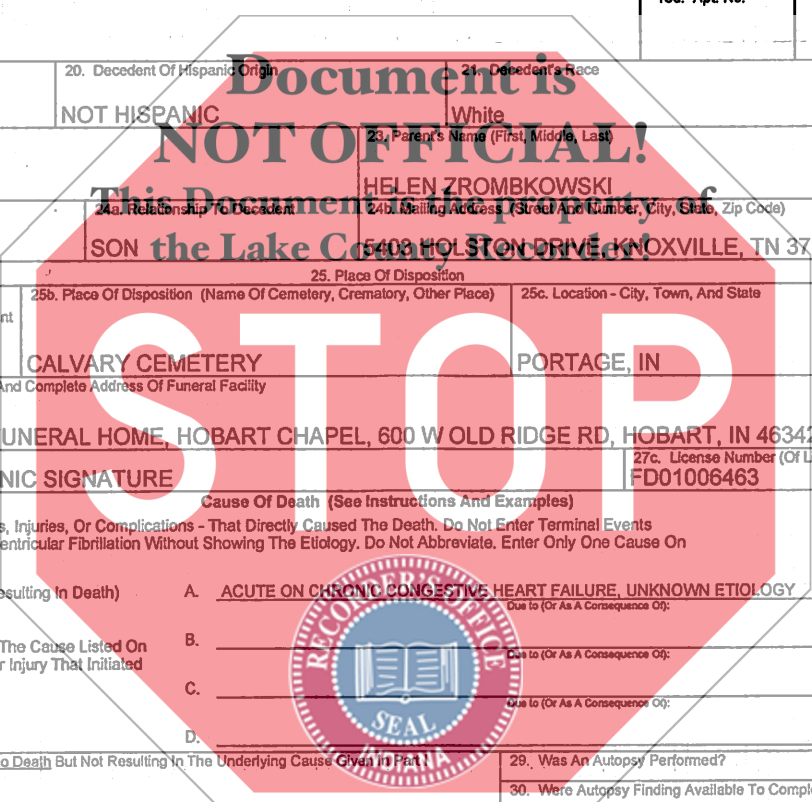 20. Decedent Of Hispanic Origin 21. Decedent's Race
Document is
NOT HISPANIC White
NOT OFFICIAL!
23. Parent's Name (First, Middle, Last)
HELEN ZROMBKOWSKI
This Document is the property of
24a. Relationship To Decedent 24b. Mailing Address (Street And Number, City, State, Zip Code)
SON 5403 HOLSTON DRIVE, KNOXVILLE, TN 37
the Lake County Recorder!
25. Place Of Disposition
25b. Place Of Disposition (Name Of Cemetery, Crematory, Other Place) 25c. Location - City, Town, And State
nt
STOP
CALVARY CEMETERY PORTAGE, IN
And Complete Address Of Funeral Facility
UNERAL HOME, HOBART CHAPEL, 600 W OLD RIDGE RD, HOBART, IN 46342
27c. License Number (Of Li
NIC SIGNATURE FD01006463
Cause Of Death (See Instructions And Examples)
s, Injuries, Or Complications - That Directly Caused The Death. Do Not Enter Terminal Events
entricular Fibrillation Without Showing The Etiology. Do Not Abbreviate. Enter Only One Cause On
esulting In Death) A. ACUTE ON CHRONIC CONGESTIVE HEART FAILURE, UNKNOWN ETIOLOGY
Due to (Or As A Consequence Of):
RECORDER'S OFFICE
The Cause Listed On B.
r Injury That Initiated Due to (Or As A Consequence Of):
C.
Due to (Or As A Consequence Of):
SEAL
D.
INDIANA
o Death But Not Resulting In The Underlying Cause Given In Part I 29. Was An Autopsy Performed?
30. Were Autopsy Finding Available To Compl